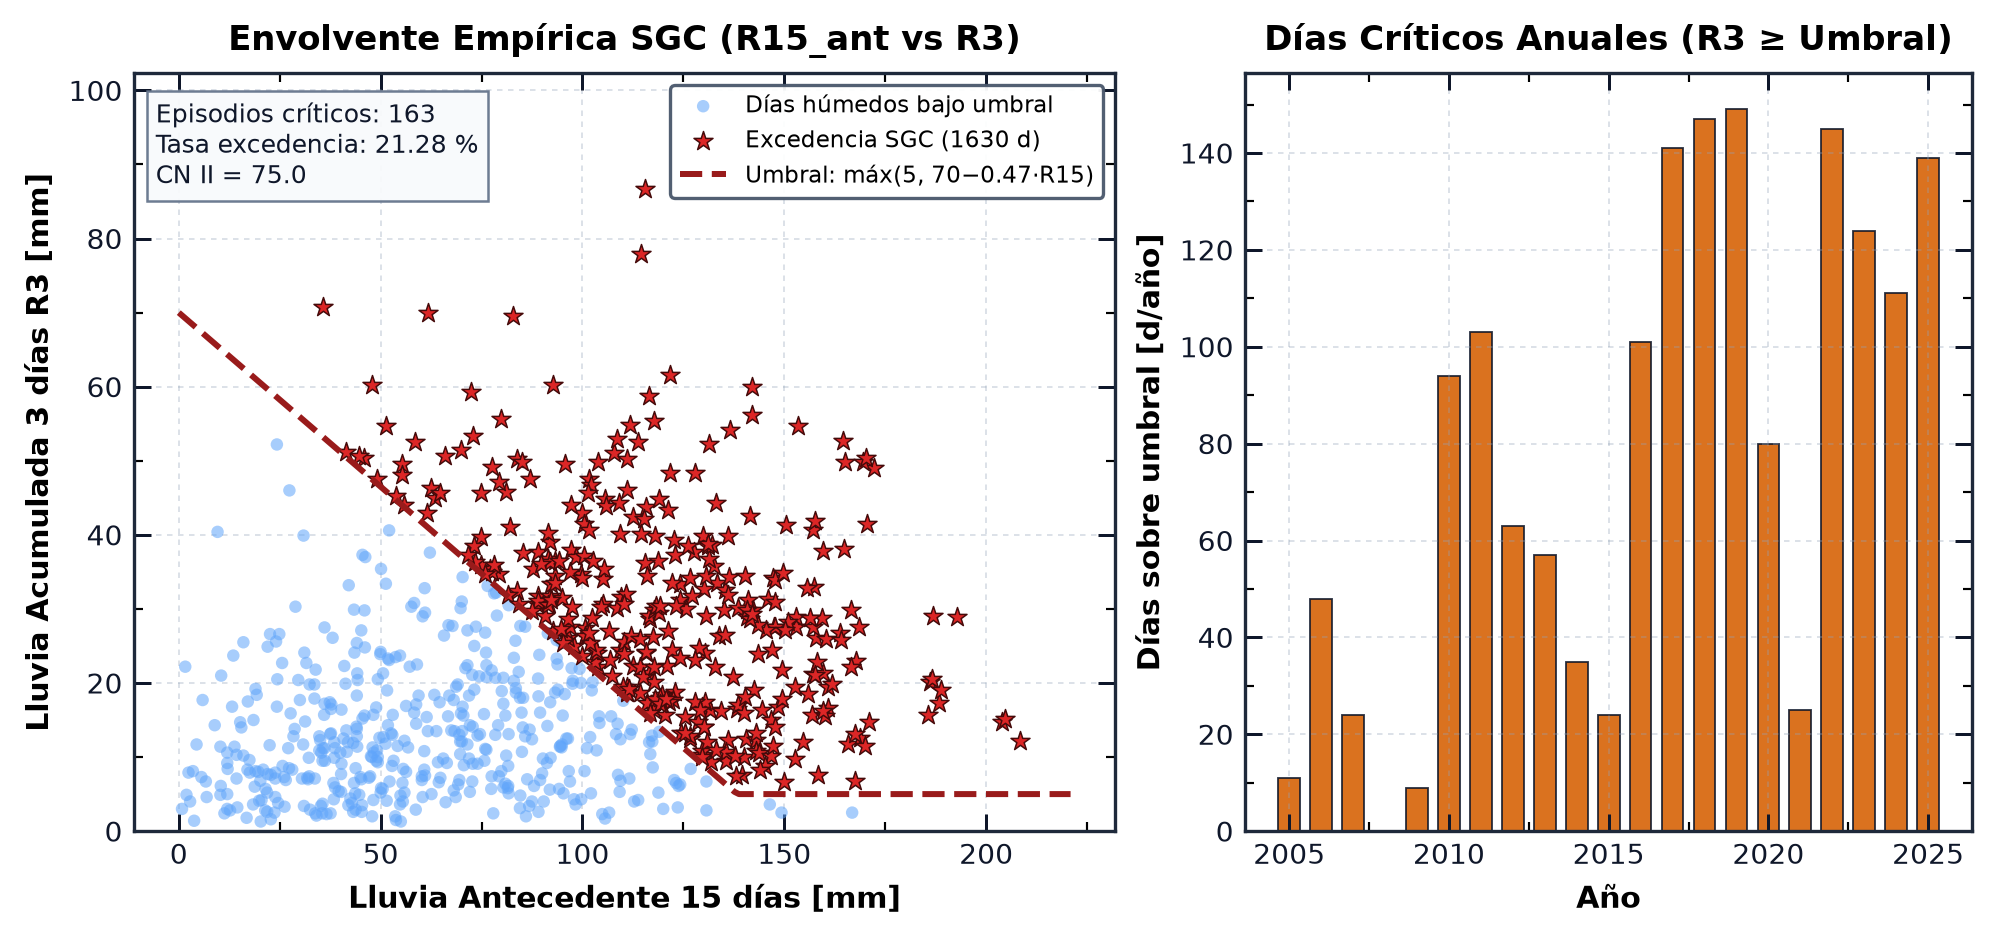 Envolvente Empírica SGC (R15_ant vs R3)
Episodios críticos: 163
Tasa excedencia: 21.28 %
CN II = 75.0
Días húmedos bajo umbral
Excedencia SGC (1630 d)
Umbral: máx(5, 70−0.47·R15)
Lluvia Acumulada 3 días R3 [mm]
100
80
60
40
20
0
0 50 100 150 200
Lluvia Antecedente 15 días [mm]
Días Críticos Anuales (R3 ≥ Umbral)
Días sobre umbral [d/año]
140
120
100
80
60
40
20
0
2005 2010 2015 2020 2025
Año